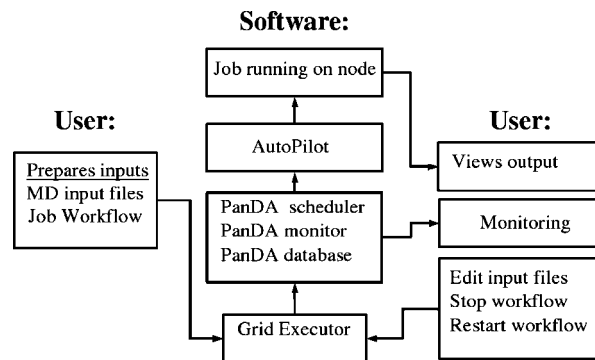 Software:
Job running on node
User:
User:
AutoPilot
Prepares inputs
MD input files
Job Workflow
Views output
PanDA scheduler
PanDA monitor
PanDA database
Monitoring
Edit input files
Stop workflow
Restart workflow
Grid Executor